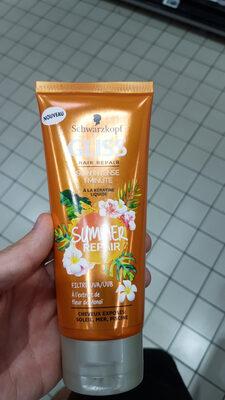 NOUVEAU
Schwarzkopf
GLISS
HAIR REPAIR
SOIN INTENSE
1 MINUTE
À LA KÉRATINE
LIQUIDE
SUMMER
REPAIR
FILTRE UVA/UVB
À l'extrait de
fleur de Monoï
CHEVEUX EXPOSÉS:
SOLEIL, MER, PISCINE